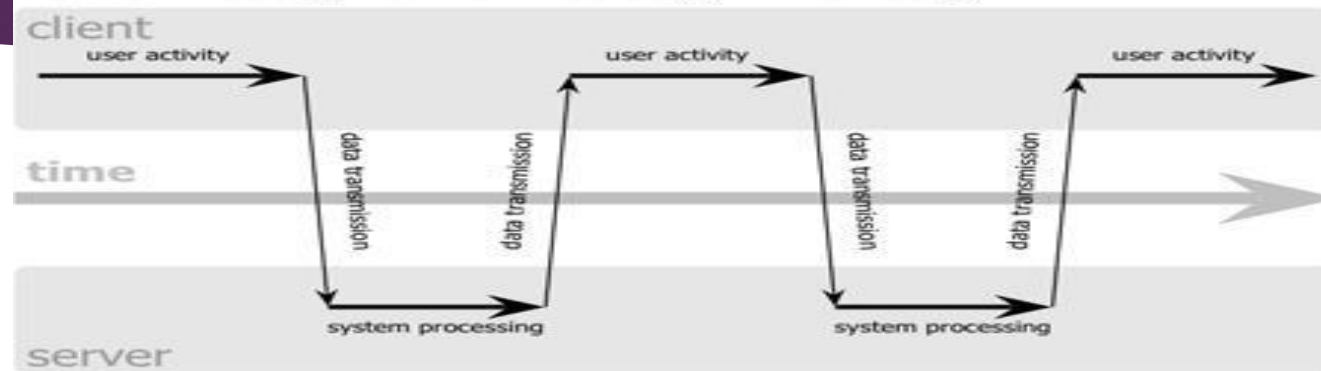 client
user activity
user activity
user activity
data transmission
data transmission
data transmission
data transmission
time
system processing
system processing
server